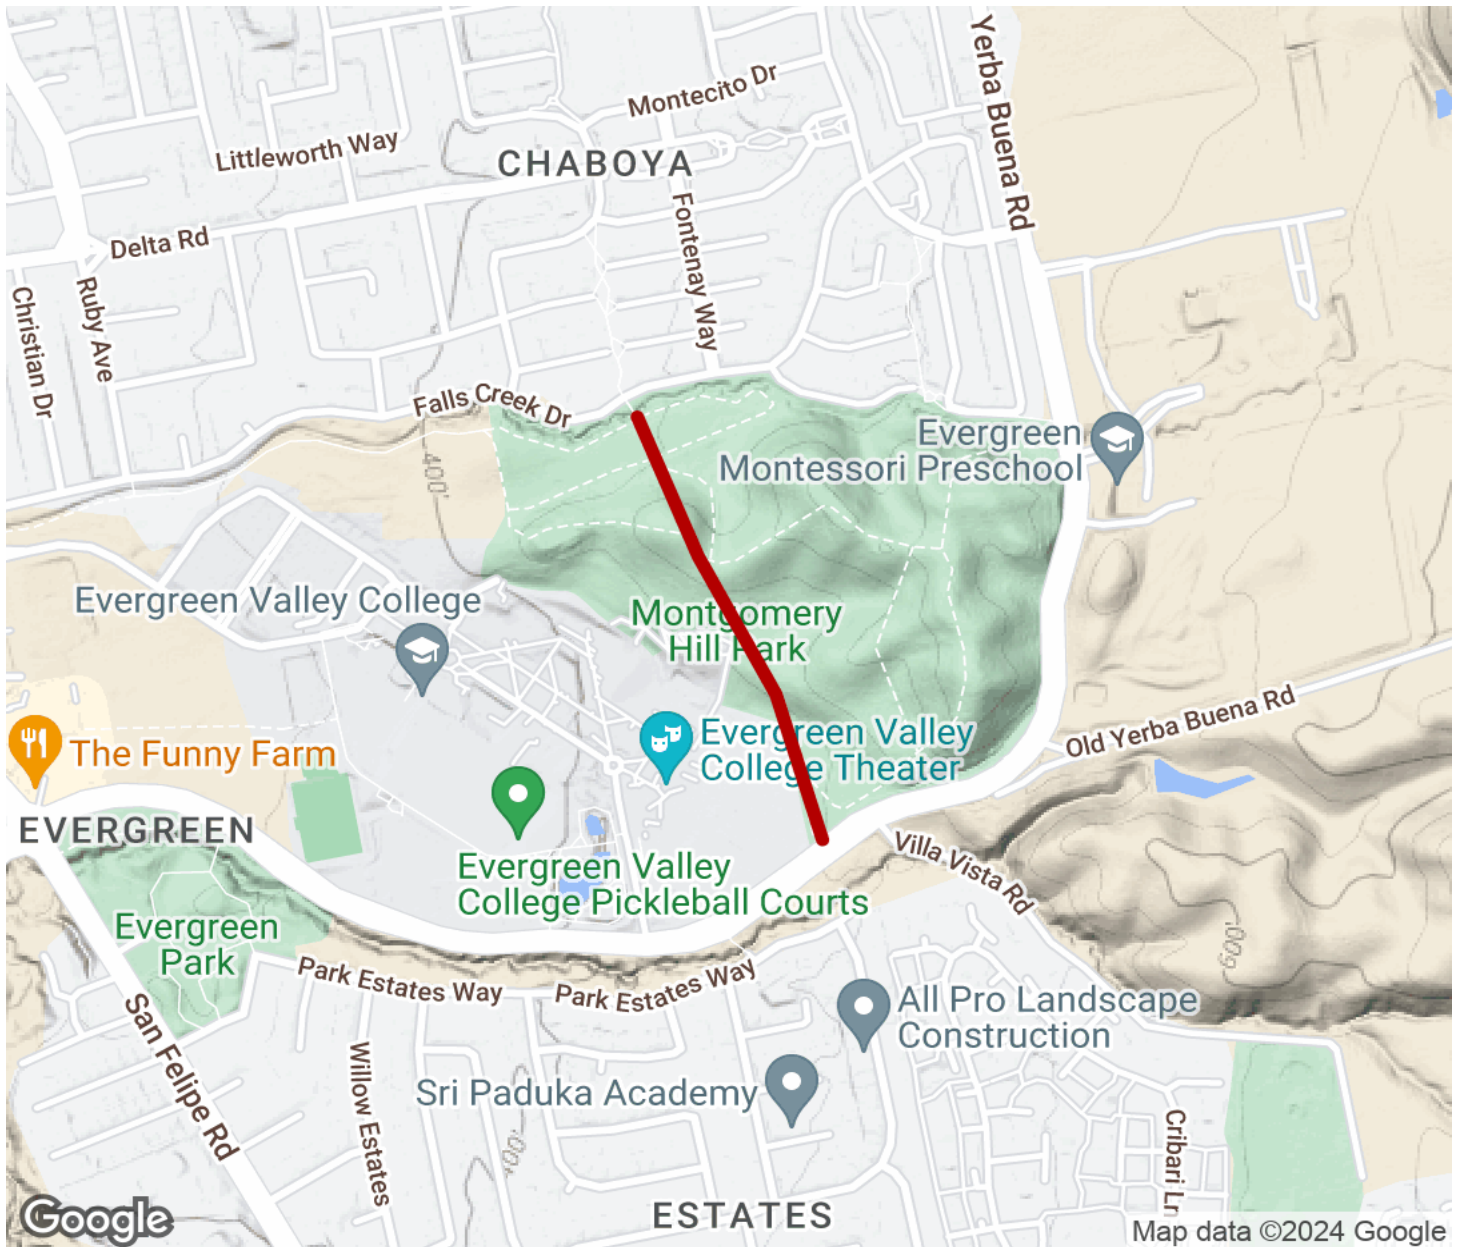 Yerba Buena Rd
Montecito Dr
Littleworth Way
CHABOYA
Fontenay Way
Delta Rd
Ruby Ave
Christian Dr
Falls Creek Dr
400'
Evergreen
Montessori Preschool
Evergreen Valley College
Montgomery
Hill Park
Old Yerba Buena Rd
The Funny Farm
Evergreen Valley
College Theater
EVERGREEN
Villa Vista Rd
Evergreen Valley
College Pickleball Courts
Evergreen
Park
600'
Park Estates Way
Park Estates Way
All Pro Landscape
Construction
San Felipe Rd
Willow Estates
Sri Paduka Academy
400'
Cribari Ln
ESTATES
Google
Map data ©2024 Google